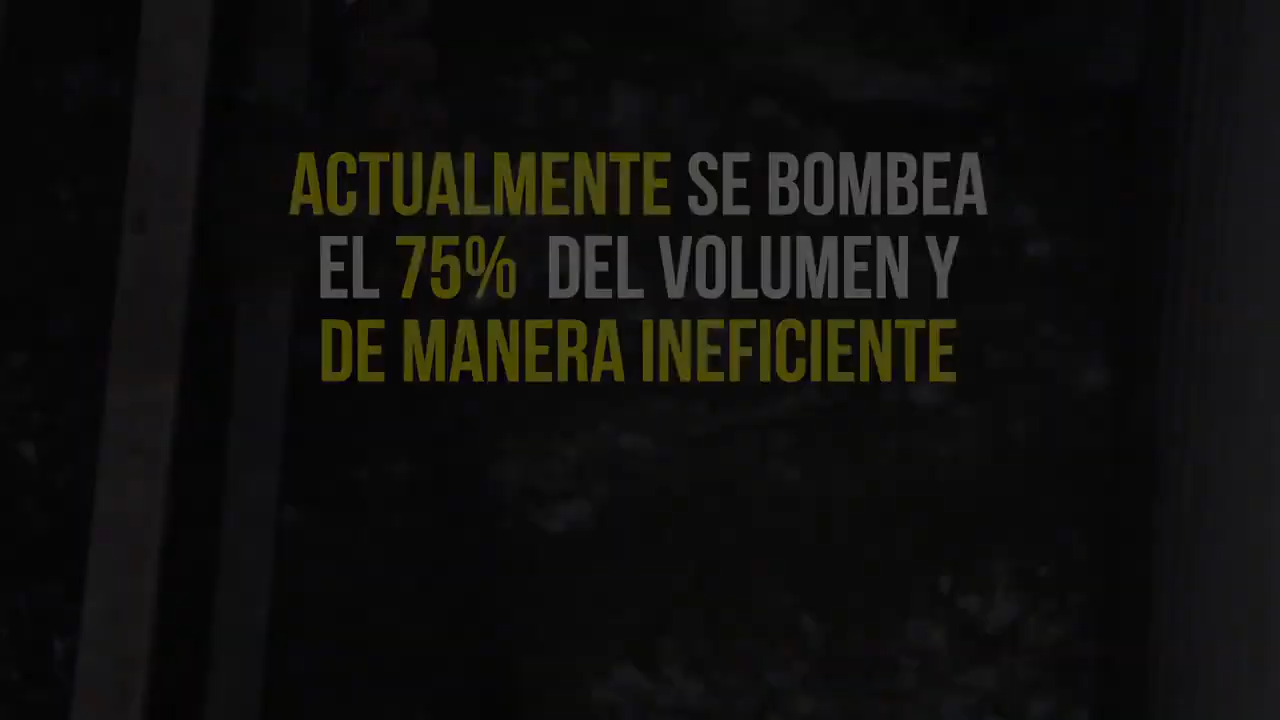 ACTUALMENTE SE BOMBEA
EL 75% DEL VOLUMEN Y
DE MANERA INEFICIENTE